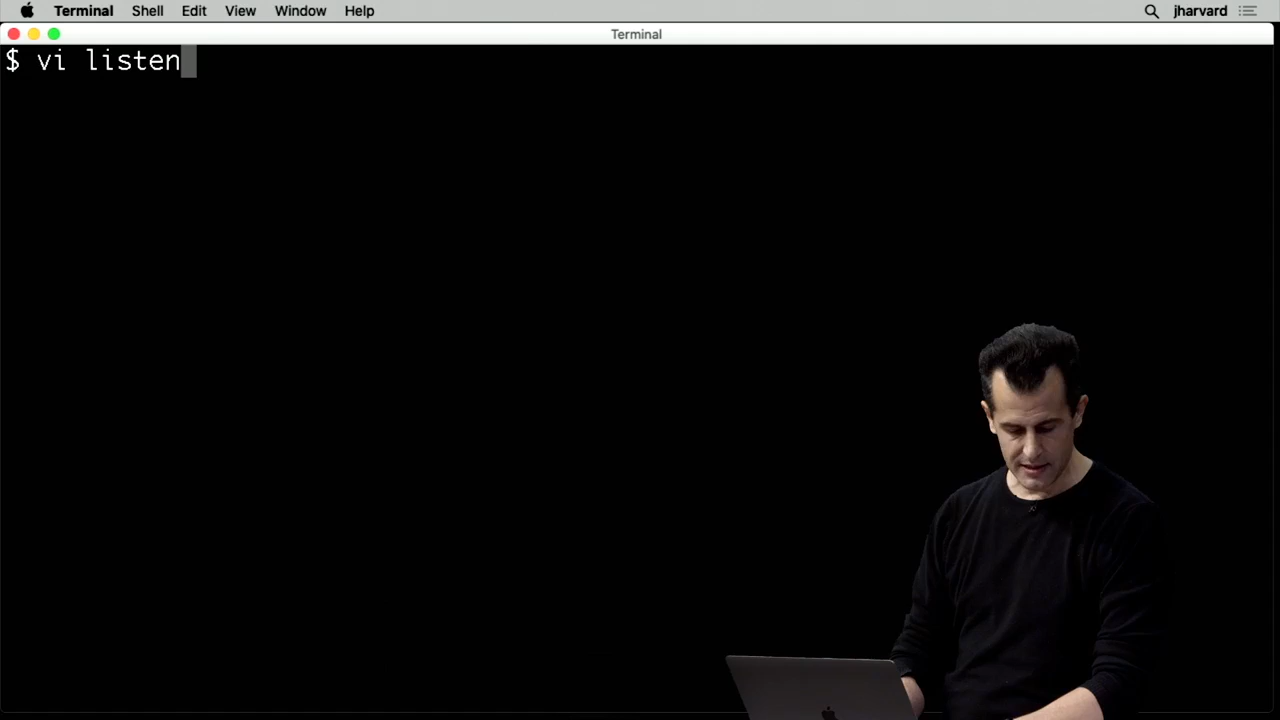 Terminal Shell Edit View Window Help jharvard
Terminal
$ vi listen